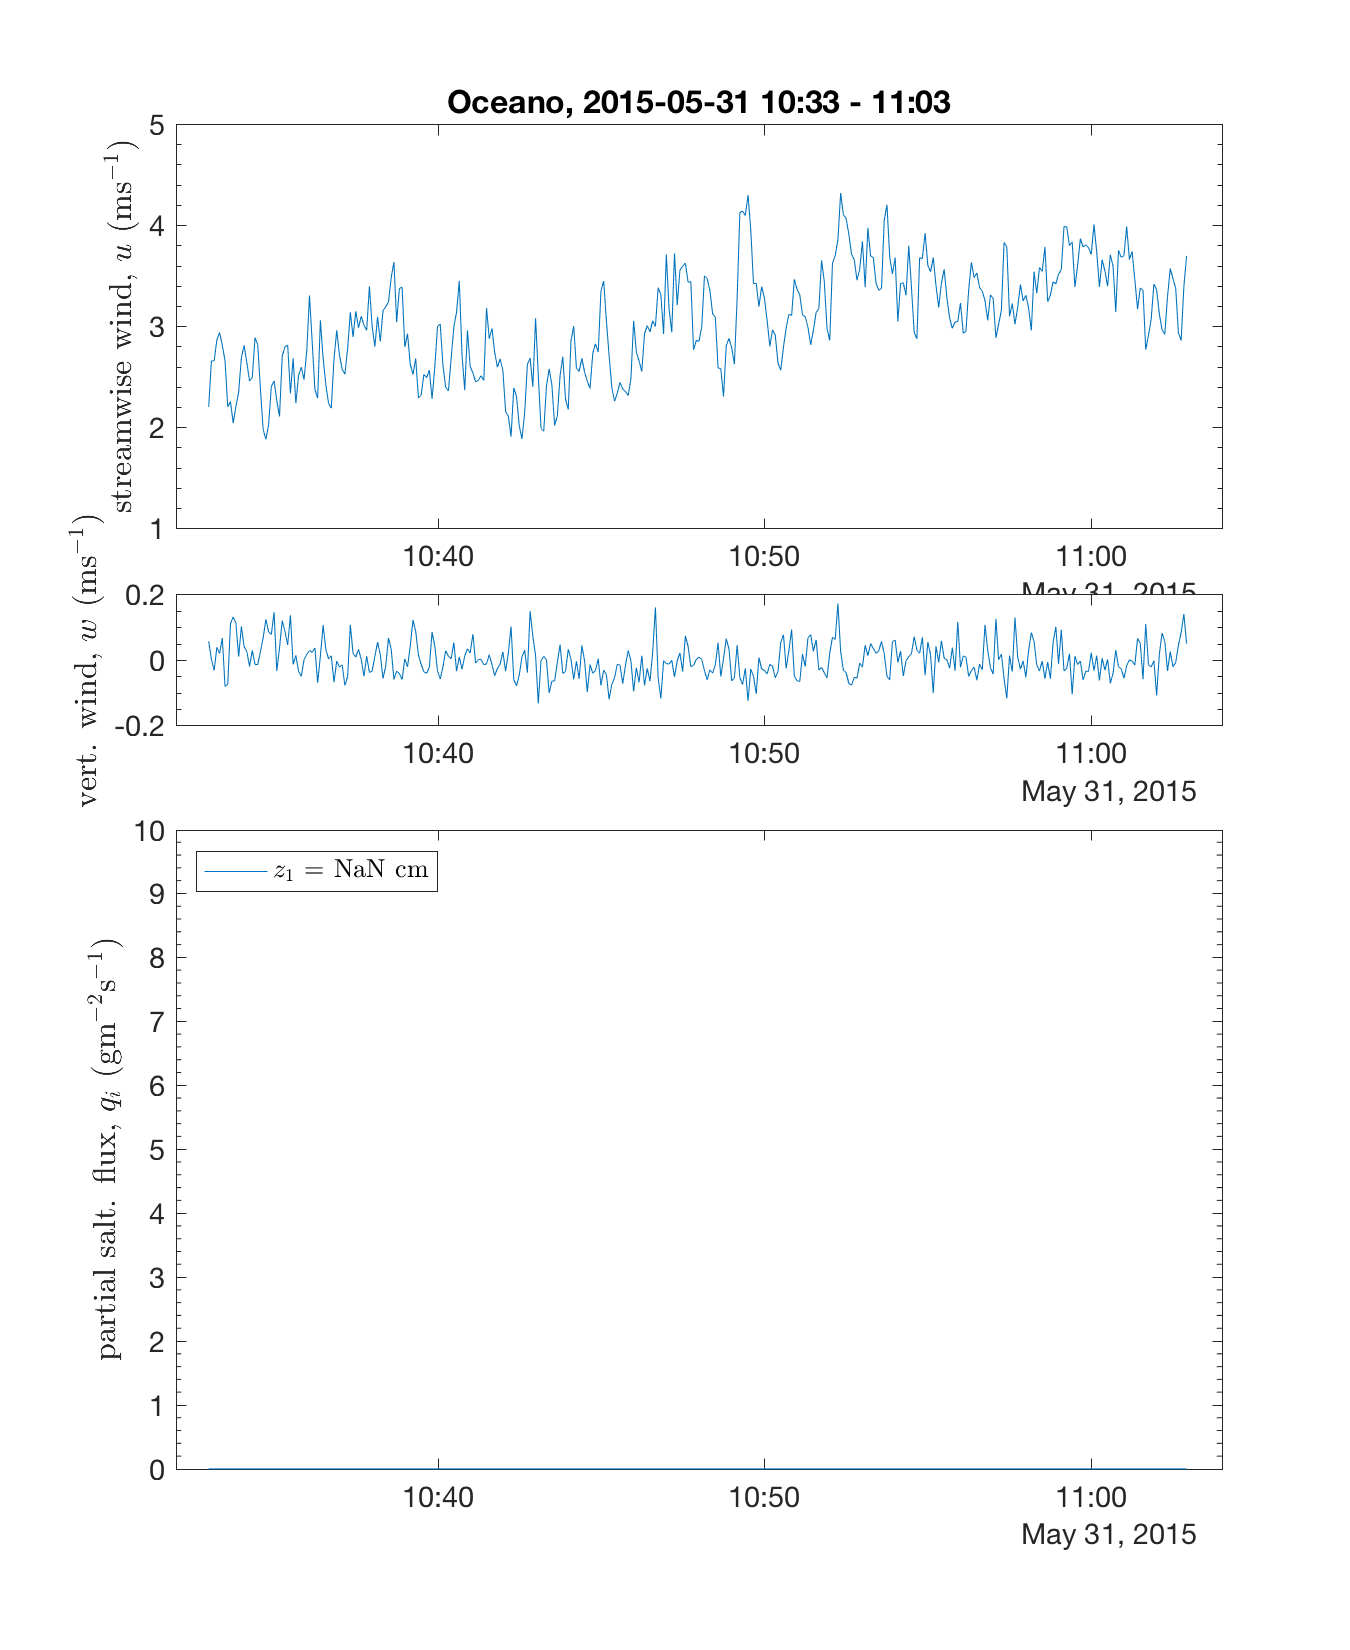 Oceano, 2015-05-31 10:33 - 11:03
5
4
3
2
1
streamwise wind, u (ms⁻¹)
10:40 10:50 11:00
May 31, 2015
0.2
0
-0.2
vert. wind, w (ms⁻¹)
10:40 10:50 11:00
May 31, 2015
10
9
8
7
6
5
4
3
2
1
0
z₁ = NaN cm
partial salt. flux, qᵢ (gm⁻²s⁻¹)
10:40 10:50 11:00
May 31, 2015